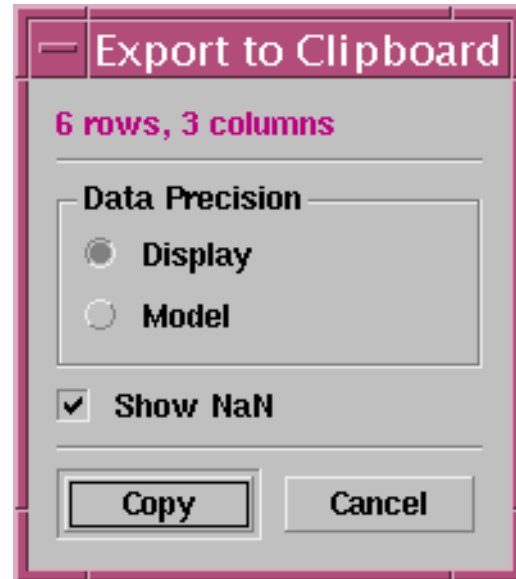 Export to Clipboard
6 rows, 3 columns
Data Precision
Display
Model
Show NaN
Copy Cancel